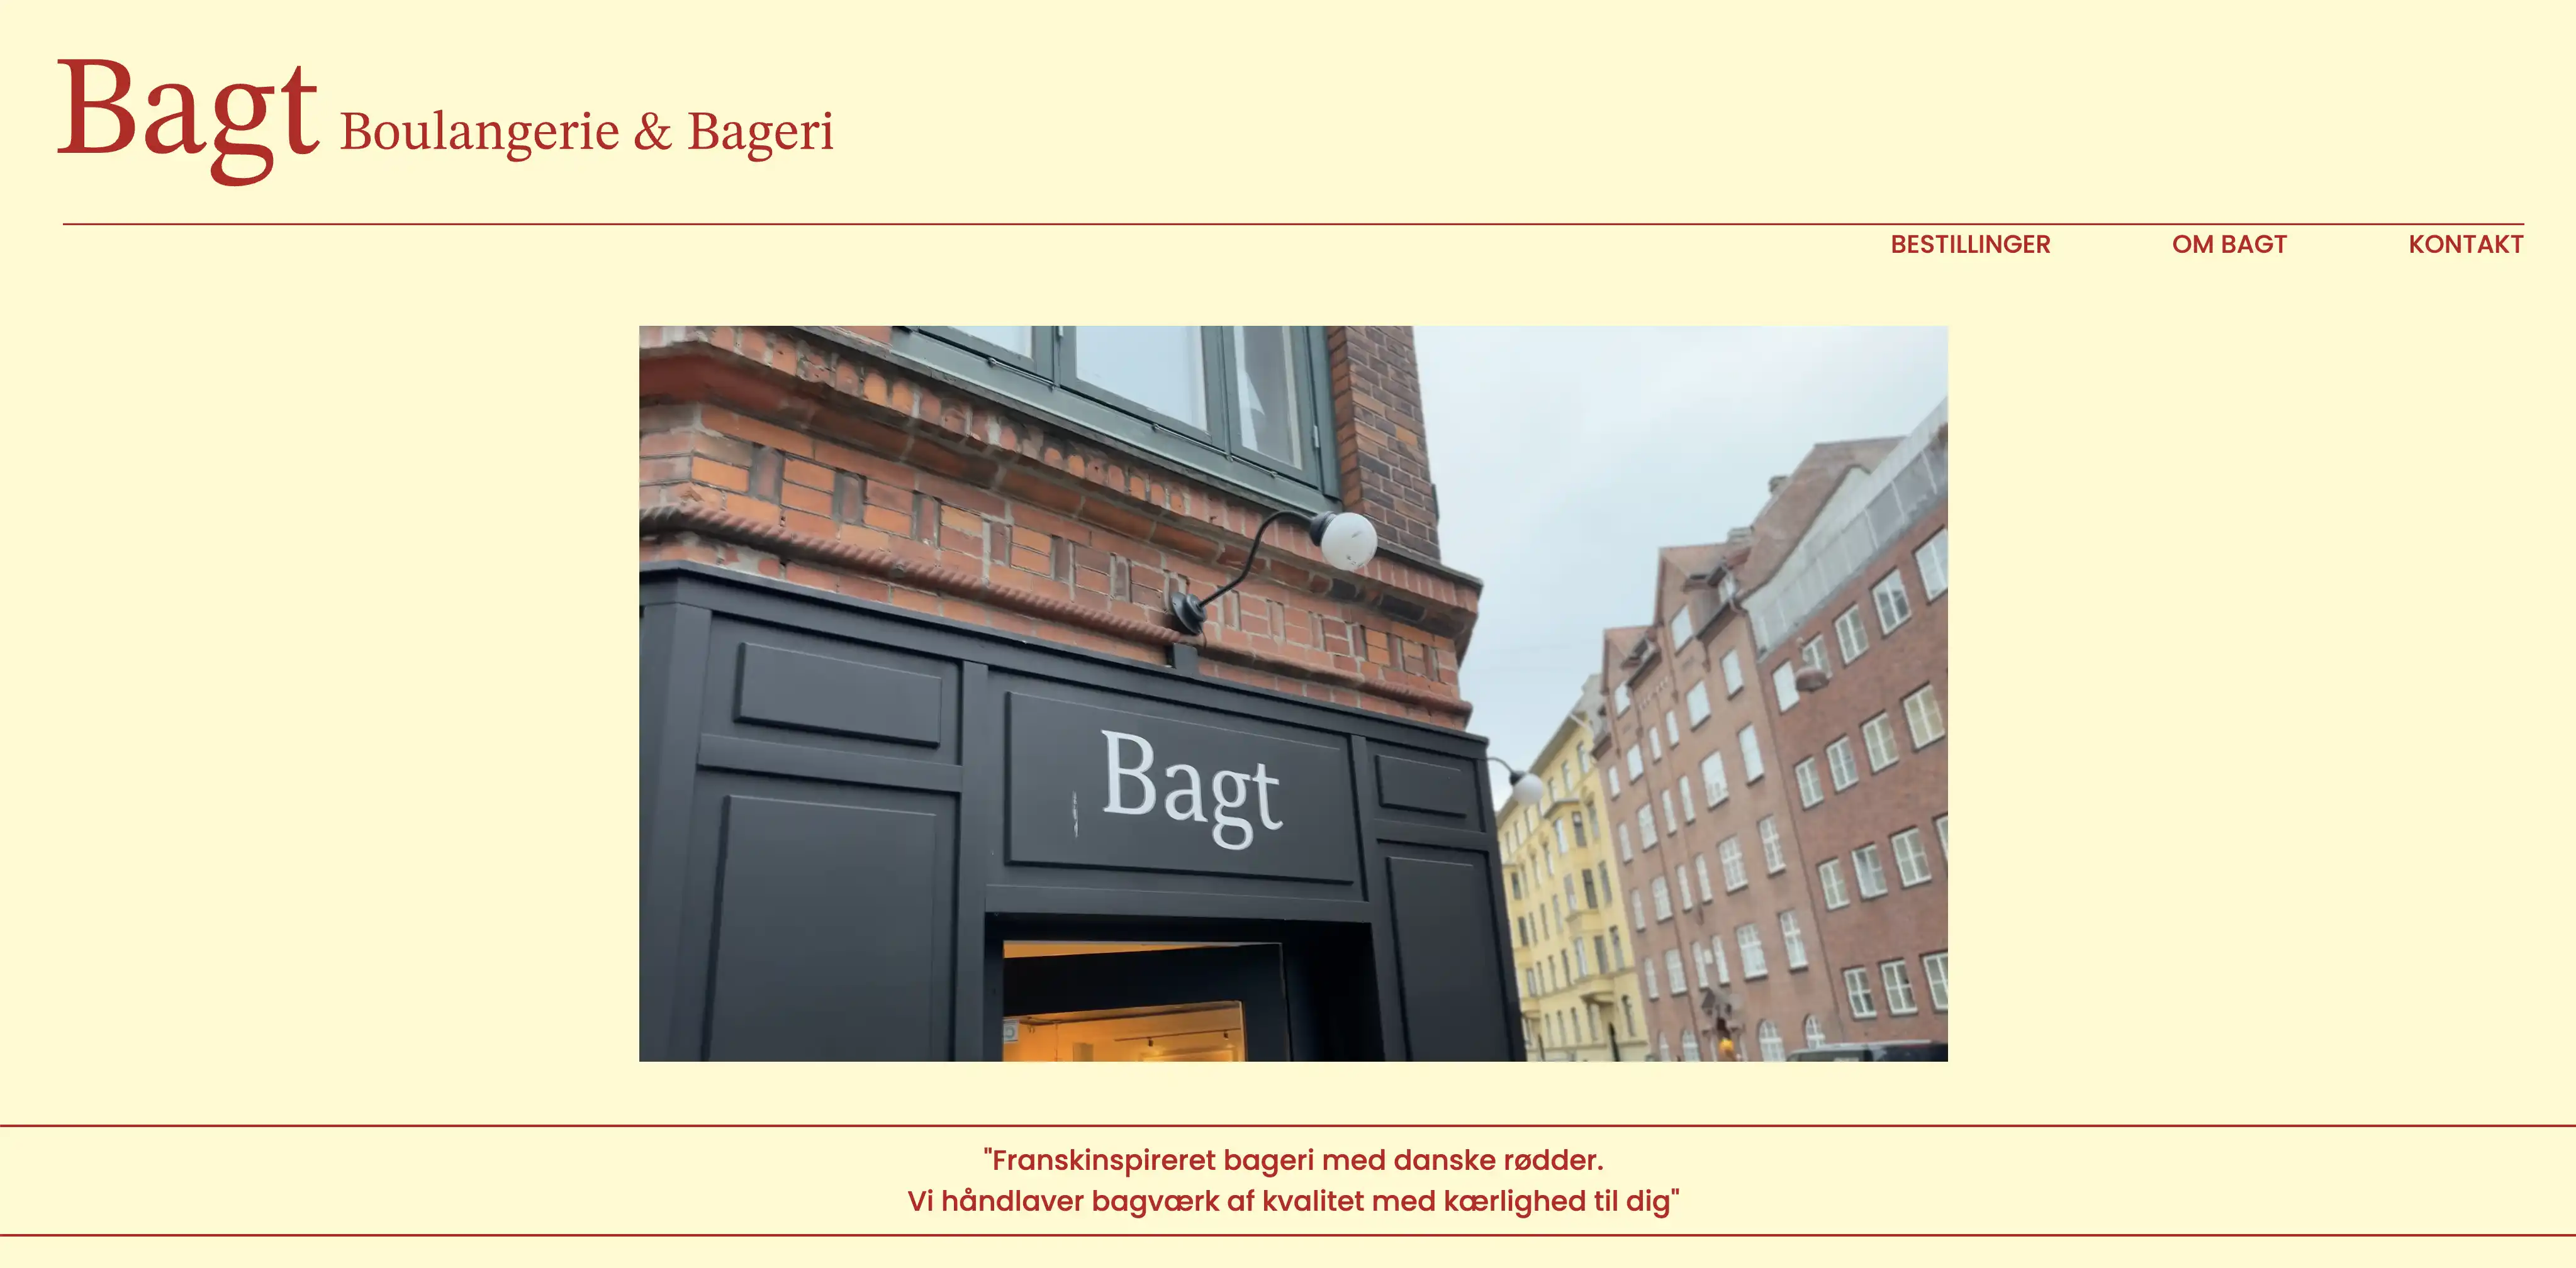 Bagt Boulangerie & Bageri
BESTILLINGER OM BAGT KONTAKT
Bagt
"Franskinspireret bageri med danske rødder.
Vi håndlaver bagværk af kvalitet med kærlighed til dig"